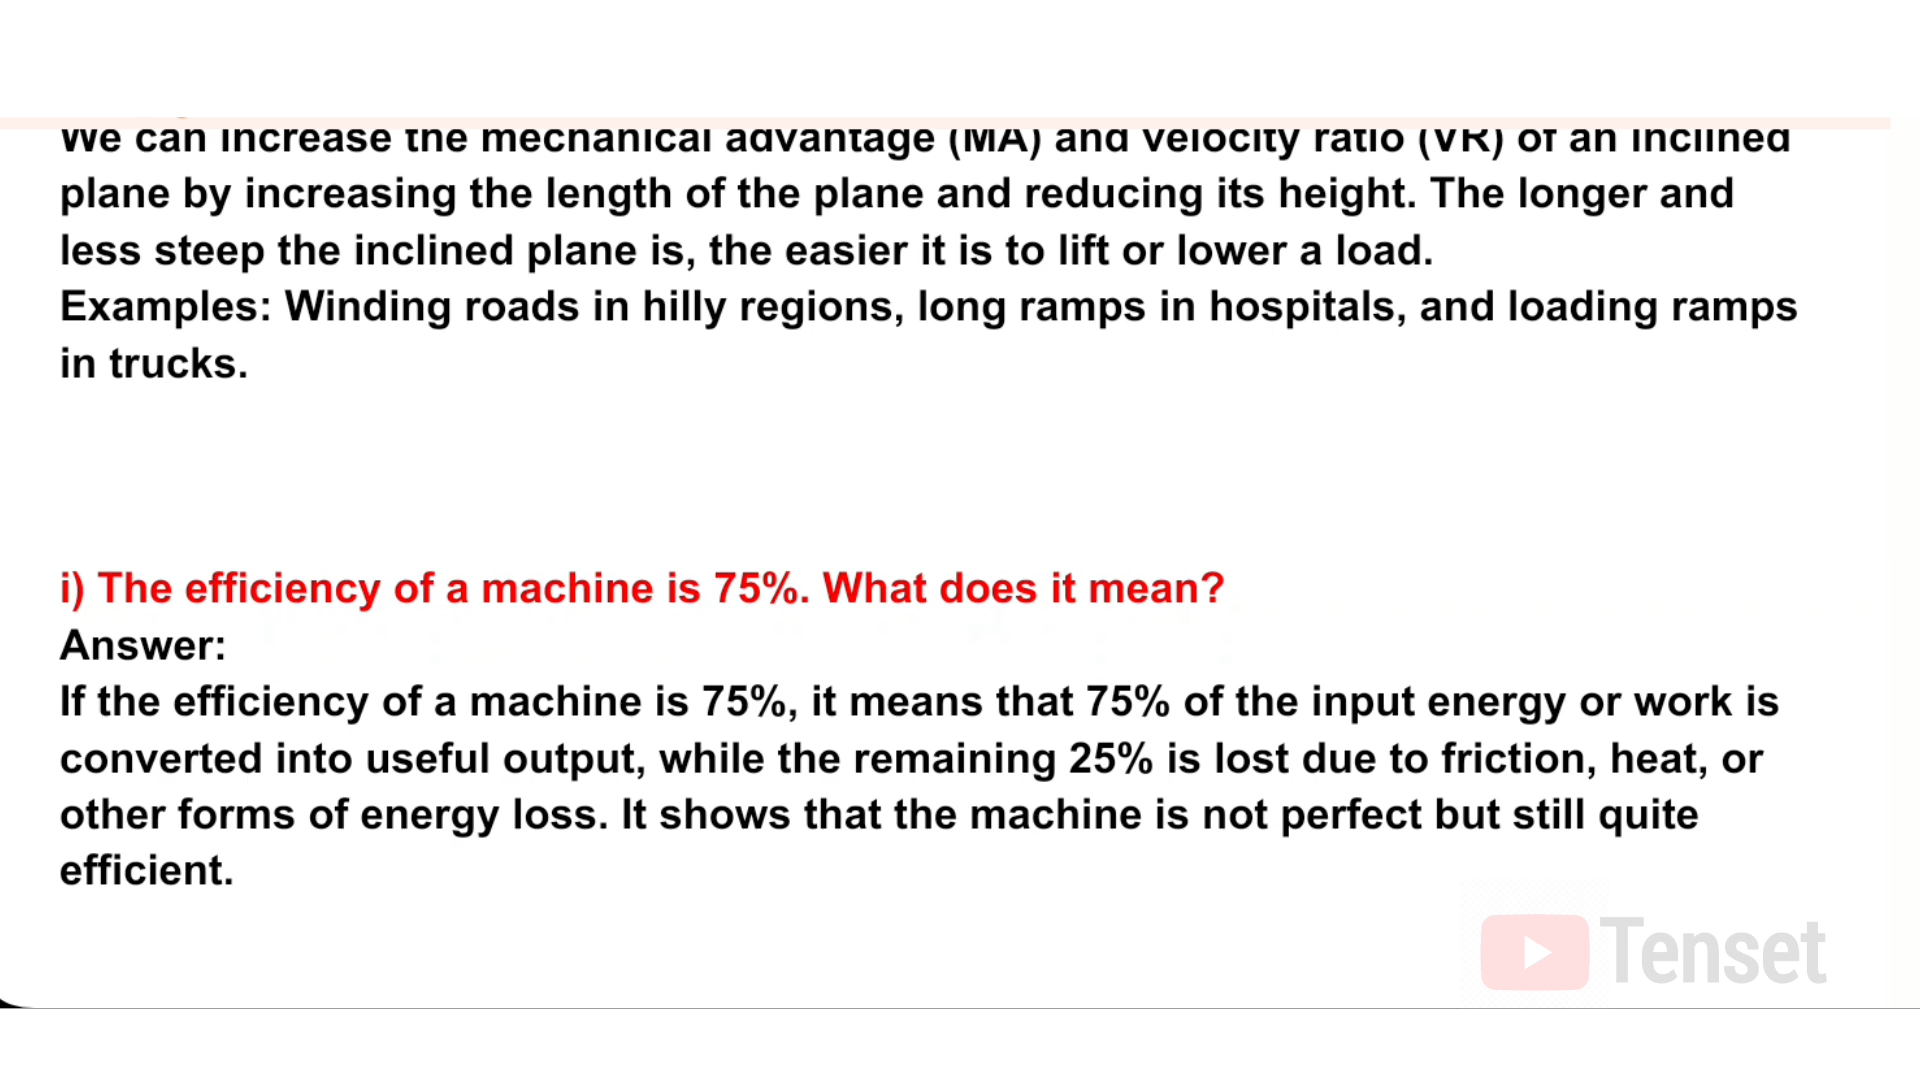 We can increase the mechanical advantage (MA) and velocity ratio (VR) of an inclined
plane by increasing the length of the plane and reducing its height. The longer and
less steep the inclined plane is, the easier it is to lift or lower a load.
Examples: Winding roads in hilly regions, long ramps in hospitals, and loading ramps
in trucks.
i) The efficiency of a machine is 75%. What does it mean?
Answer:
If the efficiency of a machine is 75%, it means that 75% of the input energy or work is
converted into useful output, while the remaining 25% is lost due to friction, heat, or
other forms of energy loss. It shows that the machine is not perfect but still quite
efficient.
Tenset